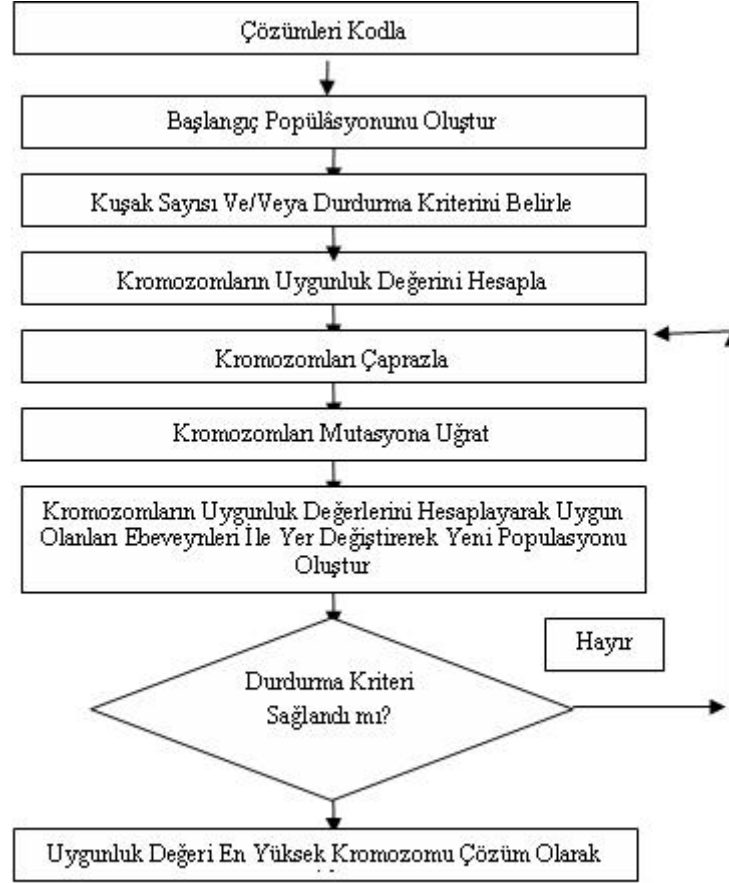 Çözümleri Kodla
Başlangıç Popülâsyonunu Oluştur
Kuşak Sayısı Ve/Veya Durdurma Kriterini Belirle
Kromozomların Uygunluk Değerini Hesapla
Kromozomları Çaprazla
Kromozomları Mutasyona Uğrat
Kromozomların Uygunluk Değerlerini Hesaplayarak Uygun
Olanları Ebeveynleri İle Yer Değiştirerek Yeni Populasyonu
Oluştur
Hayır
Durdurma Kriteri
Sağlandı mı?
Uygunluk Değeri En Yüksek Kromozomu Çözüm Olarak